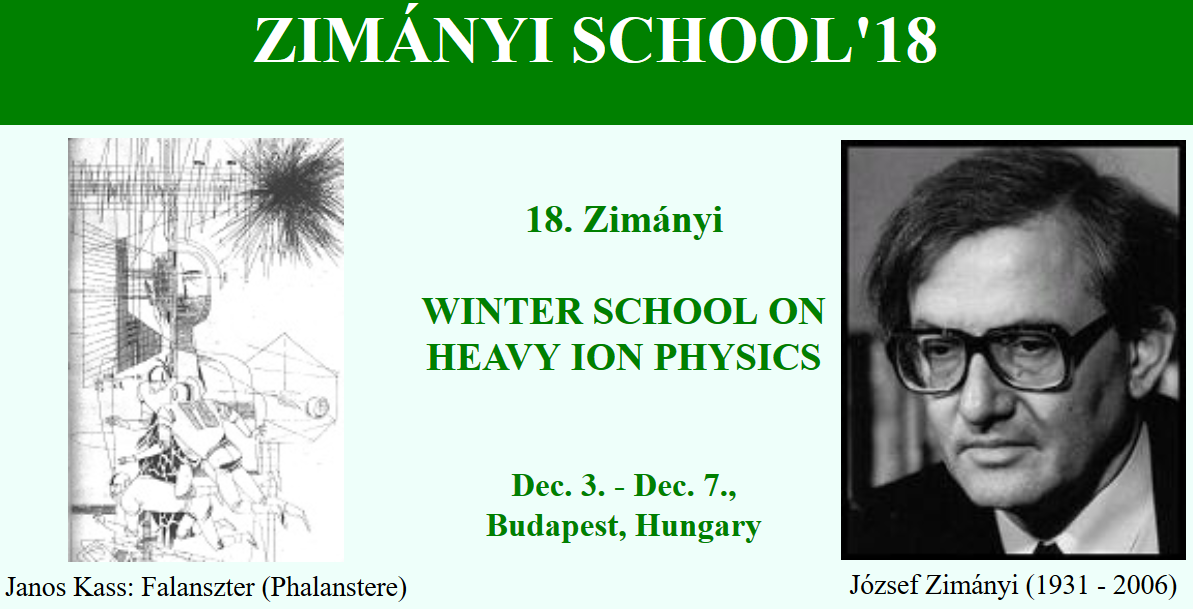 ZIMÁNYI SCHOOL'18
18. Zimányi
WINTER SCHOOL ON
HEAVY ION PHYSICS
Dec. 3. - Dec. 7.,
Budapest, Hungary
Janos Kass: Falanszter (Phalanstere)
József Zimányi (1931 - 2006)